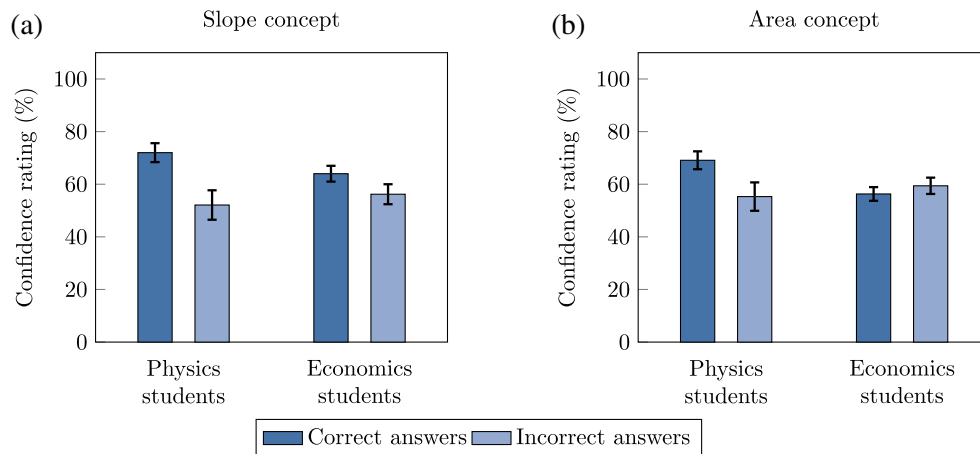 (a)
Slope concept
Confidence rating (%)
100
80
60
40
20
0
Physics
students
Economics
students
(b)
Area concept
Confidence rating (%)
100
80
60
40
20
0
Physics
students
Economics
students
Correct answers Incorrect answers